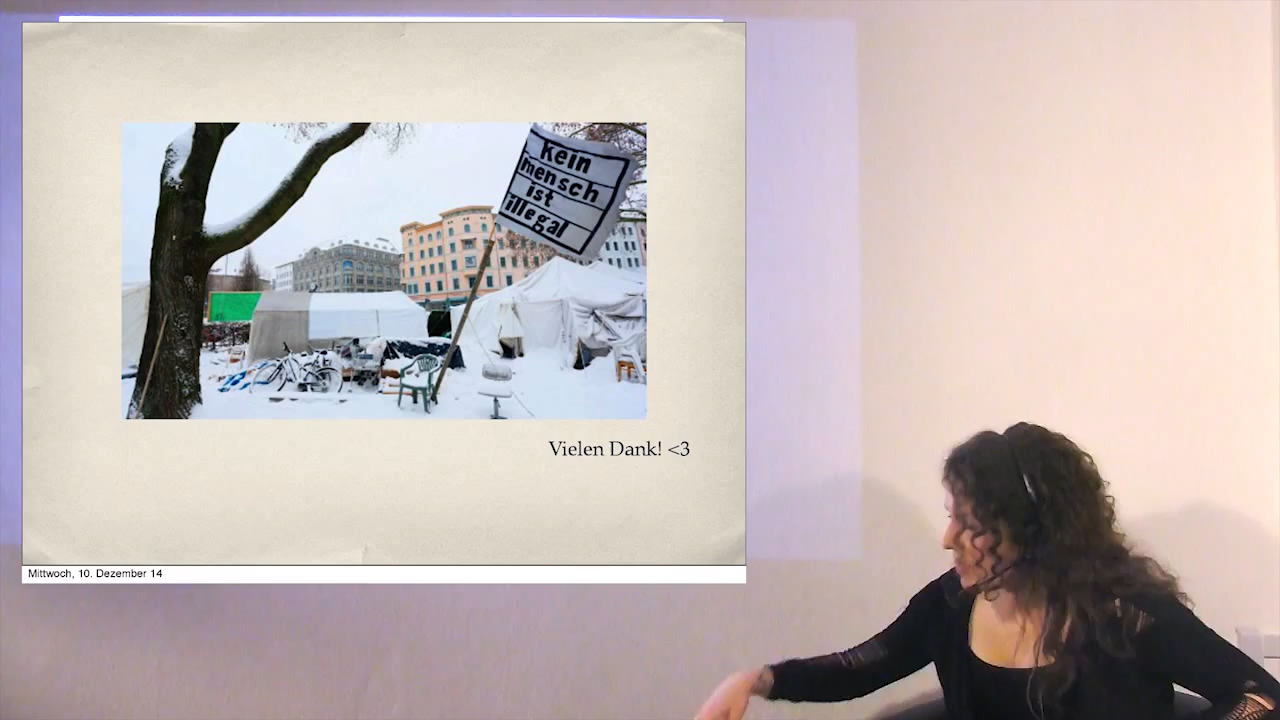 kein
mensch
ist
illegal
Vielen Dank! <3
Mittwoch, 10. Dezember 14